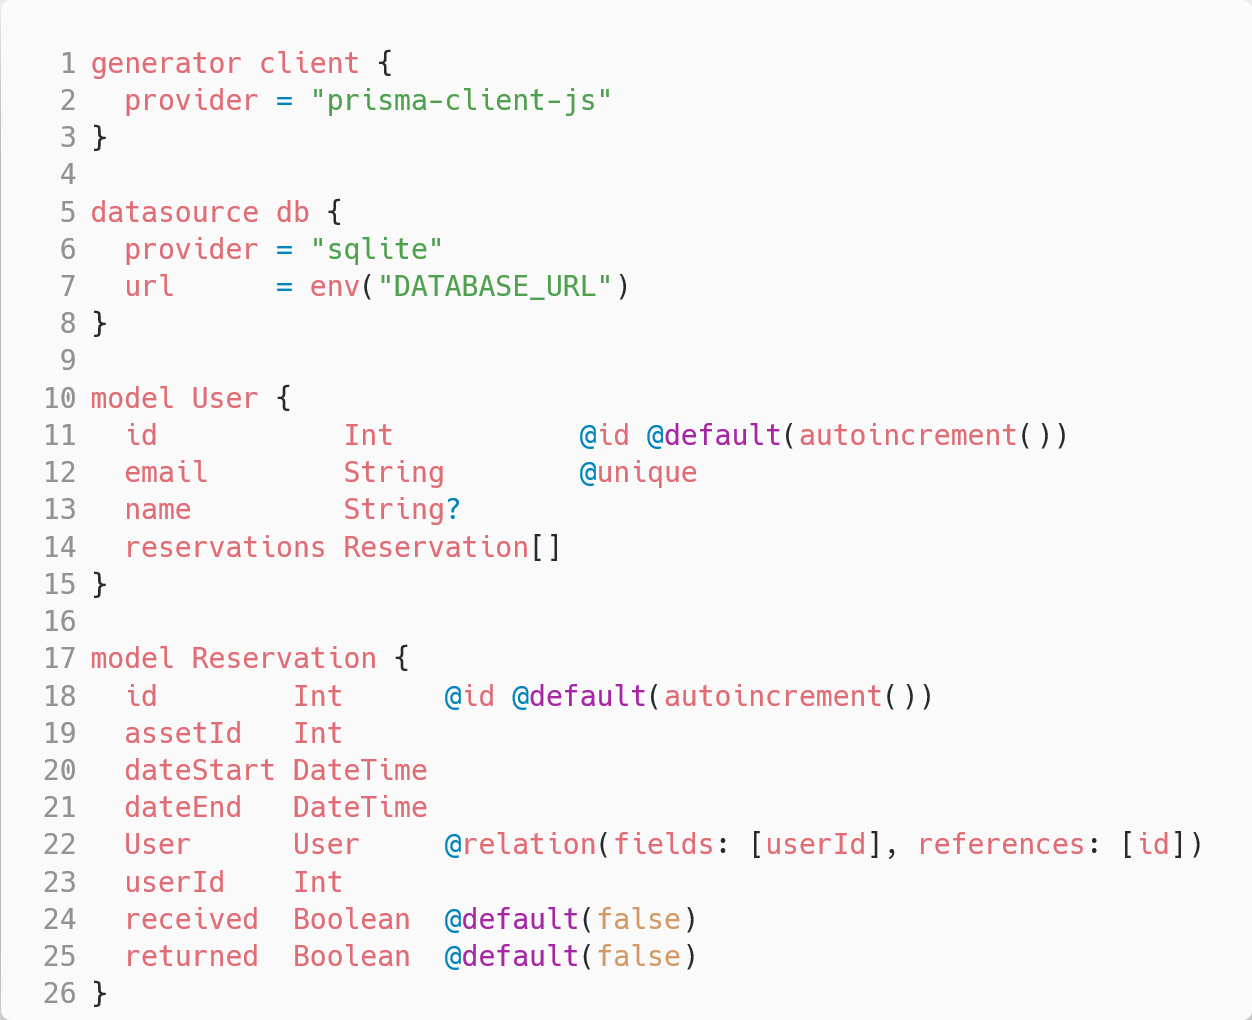 1 generator client {
2   provider = "prisma-client-js"
3 }
4
5 datasource db {
6   provider = "sqlite"
7   url      = env("DATABASE_URL")
8 }
9
10 model User {
11   id           Int           @id @default(autoincrement())
12   email        String        @unique
13   name         String?
14   reservations Reservation[]
15 }
16
17 model Reservation {
18   id        Int      @id @default(autoincrement())
19   assetId   Int
20   dateStart DateTime
21   dateEnd   DateTime
22   User      User     @relation(fields: [userId], references: [id])
23   userId    Int
24   received  Boolean  @default(false)
25   returned  Boolean  @default(false)
26 }